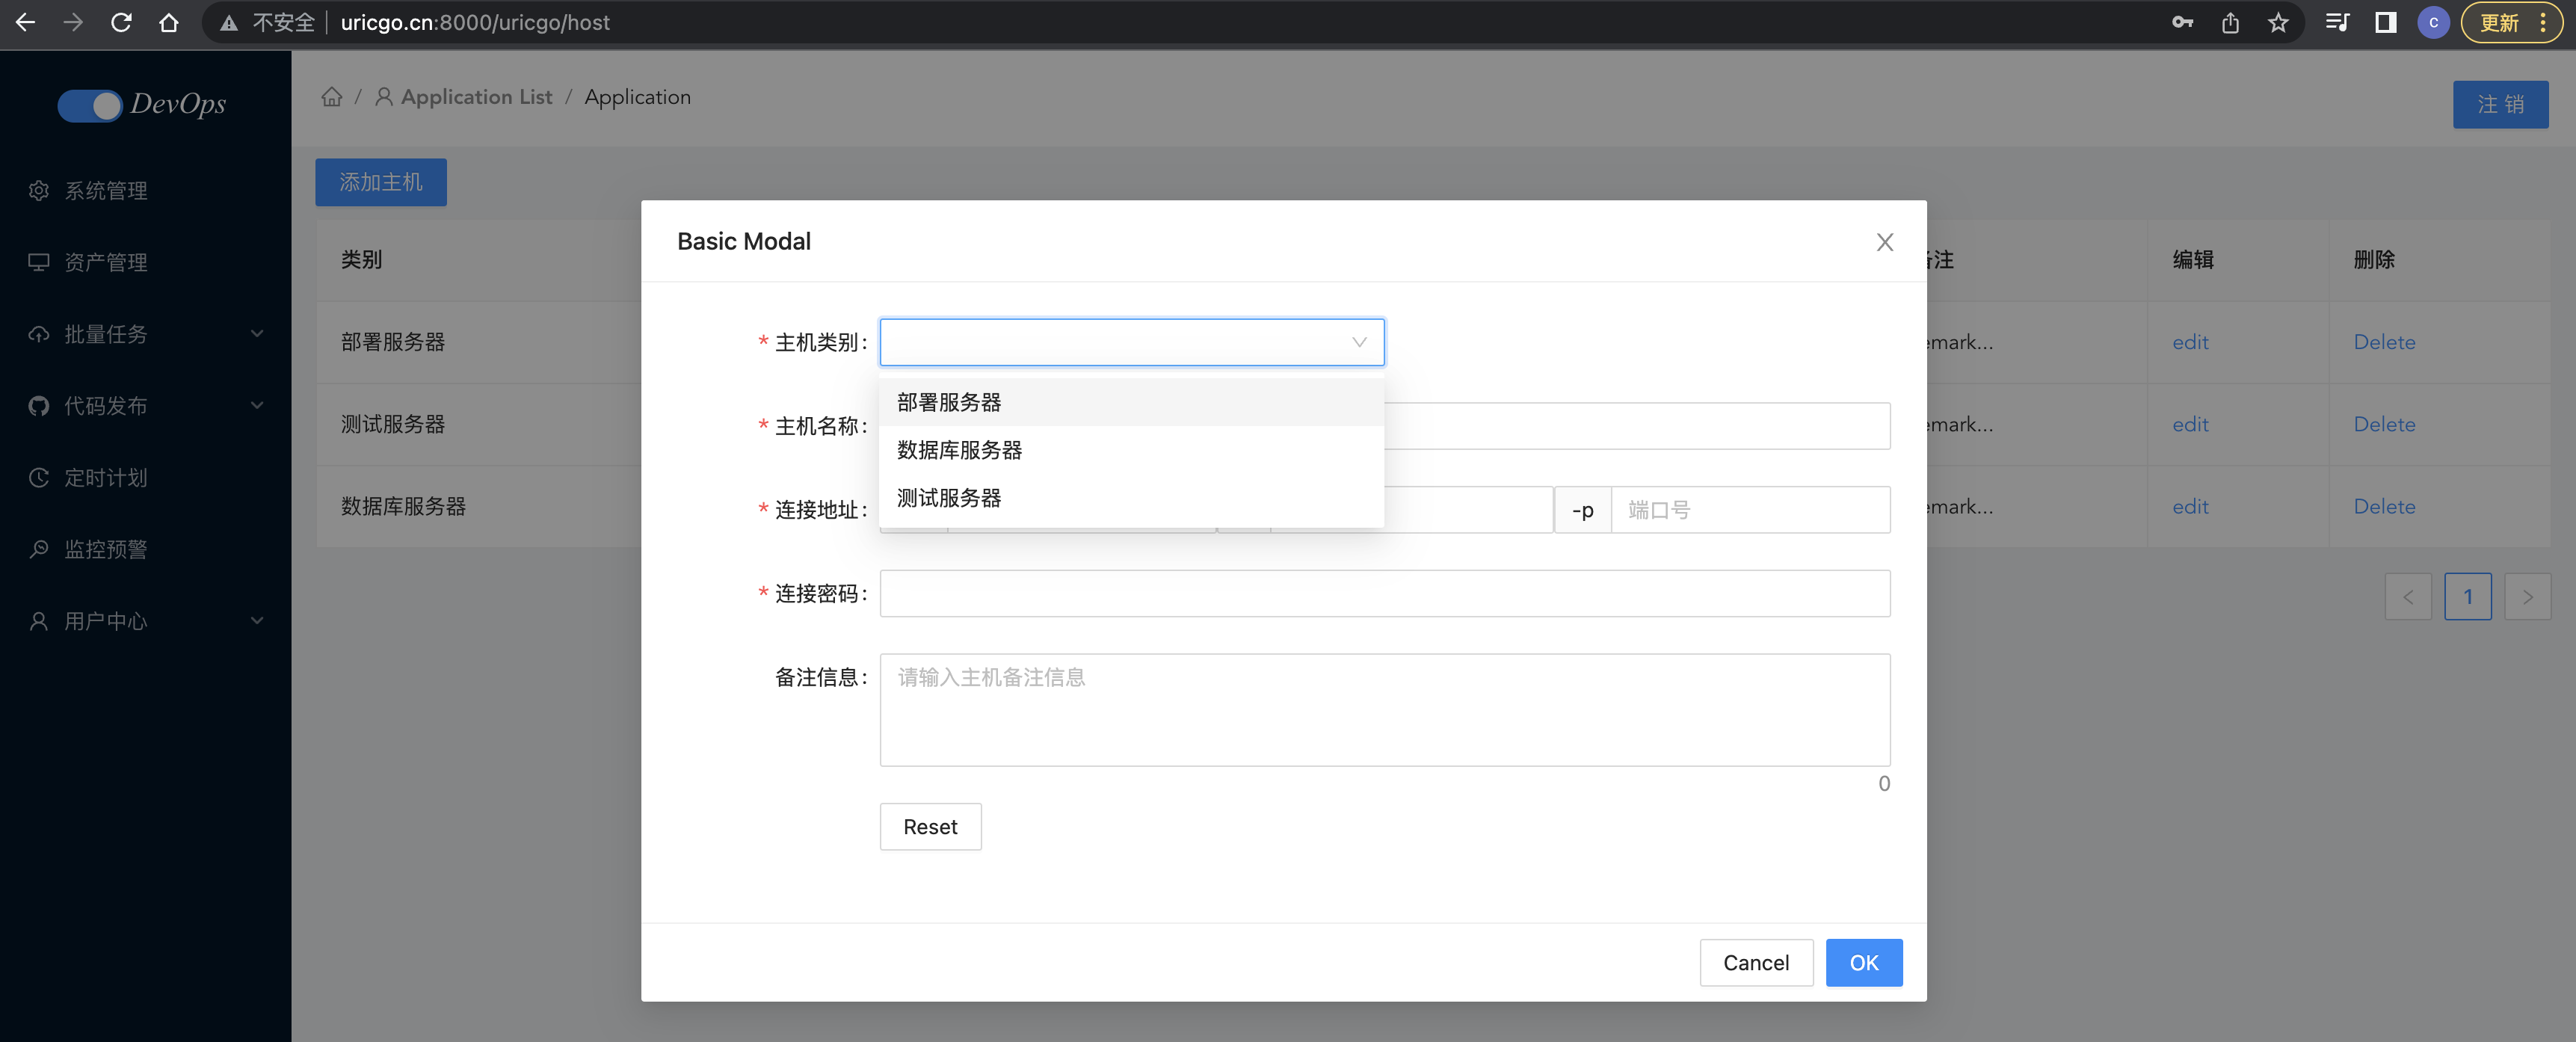 不安全 uricgo.cn:8000/uricgo/host 更新
DevOps
/ Application List / Application
注 销
系统管理
资产管理
批量任务
代码发布
定时计划
监控预警
用户中心
添加主机
类别 注 编辑 删除
部署服务器 emark... edit Delete
测试服务器 emark... edit Delete
数据库服务器 emark... edit Delete
< 1 >
Basic Modal
* 主机类别:
部署服务器
数据库服务器
测试服务器
* 主机名称:
* 连接地址: -p 端口号
* 连接密码:
备注信息: 请输入主机备注信息
0
Reset
Cancel OK